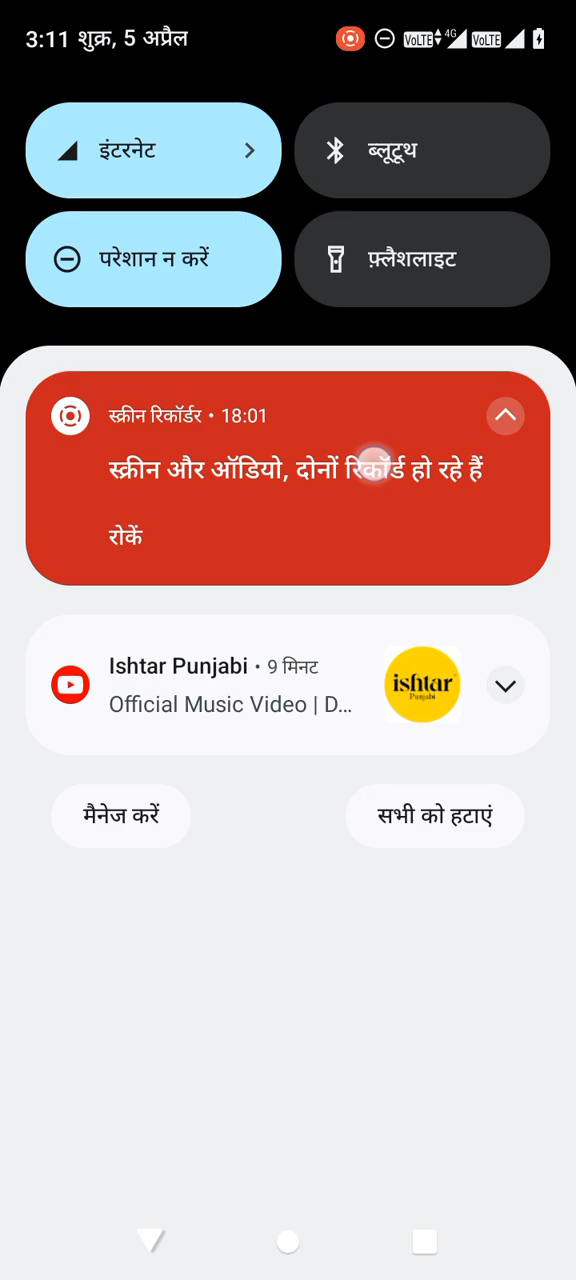 3:11 शुक्र, 5 अप्रैल
VoLTE 4G VoLTE
इंटरनेट
ब्लूटूथ
परेशान न करें
फ़्लैशलाइट
स्क्रीन रिकॉर्डर • 18:01
स्क्रीन और ऑडियो, दोनों रिकॉर्ड हो रहे हैं
रोकें
Ishtar Punjabi • 9 मिनट
Official Music Video | D...
ishtar
Punjabi
मैनेज करें
सभी को हटाएं